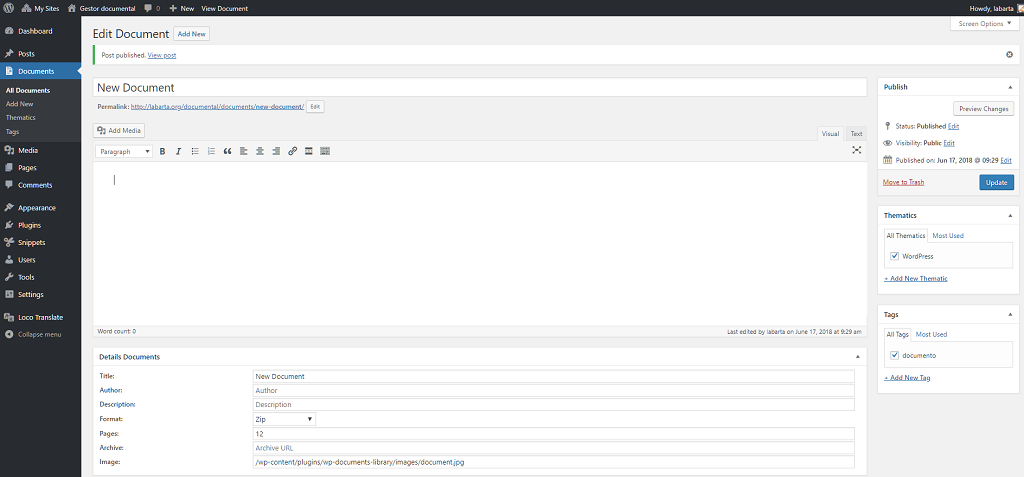 My Sites Gestor documental 0 New View Document Howdy, labarta
Screen Options
Dashboard
Posts
Documents
All Documents
Add New
Thematics
Tags
Media
Pages
Comments
Appearance
Plugins
Snippets
Users
Tools
Settings
Loco Translate
Collapse menu
Edit Document Add New
Post published. View post
New Document
Permalink: http://labarta.org/documental/documents/new-document/ Edit
Add Media
Visual Text
Paragraph B I
Word count: 0 Last edited by labarta on June 17, 2018 at 9:29 am
Details Documents
Title: New Document
Author: Author
Description: Description
Format: Zip
Pages: 12
Archive: Archive URL
Image: /wp-content/plugins/wp-documents-library/images/document.jpg
Publish
Preview Changes
Status: Published Edit
Visibility: Public Edit
Published on: Jun 17, 2018 @ 09:29 Edit
Move to Trash Update
Thematics
All Thematics Most Used
WordPress
+ Add New Thematic
Tags
All Tags Most Used
documento
+ Add New Tag